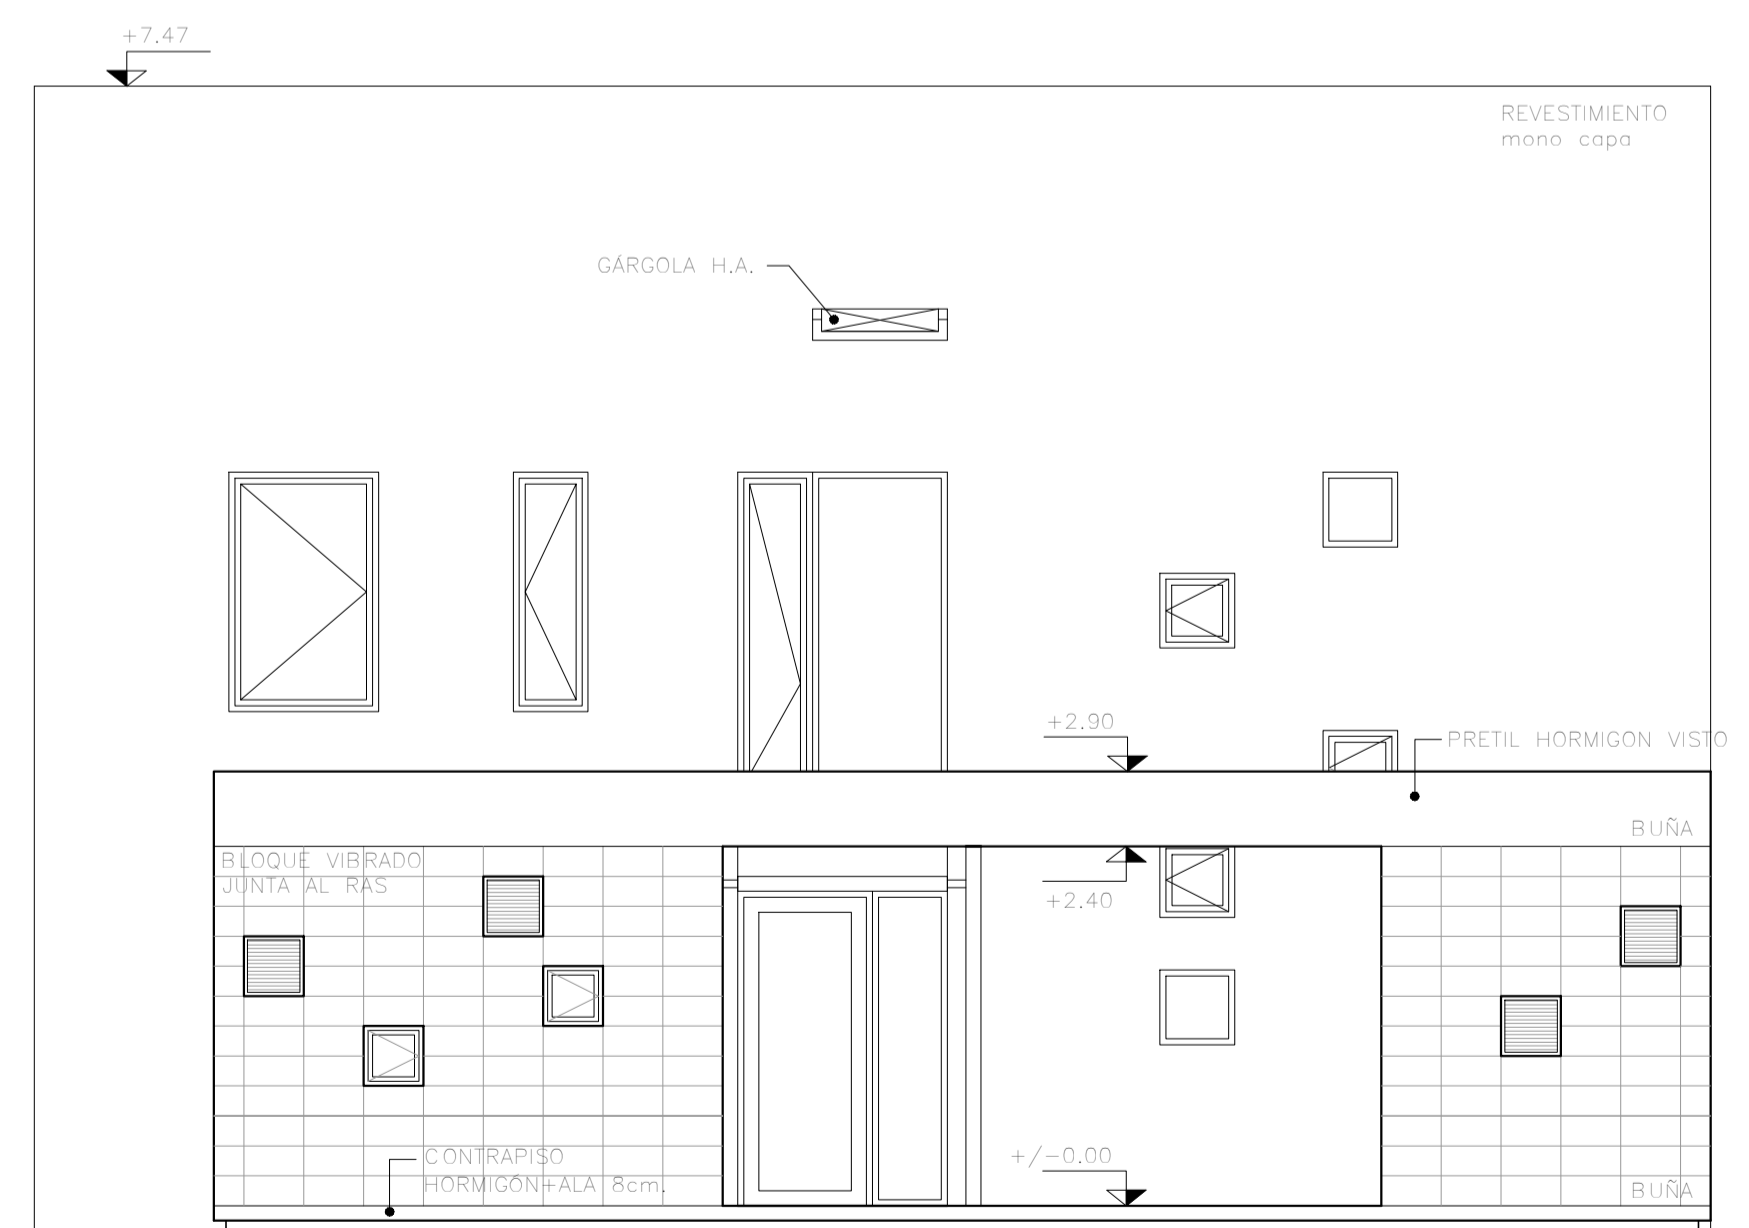 +7.47
REVESTIMIENTO
mono capa
GÁRGOLA H.A.
+2.90
PRETIL HORMIGON VISTO
BUÑA
BLOQUE VIBRADO
JUNTA AL RAS
+2.40
+/-0.00
CONTRAPISO
HORMIGÓN+ALA 8cm.
BUÑA